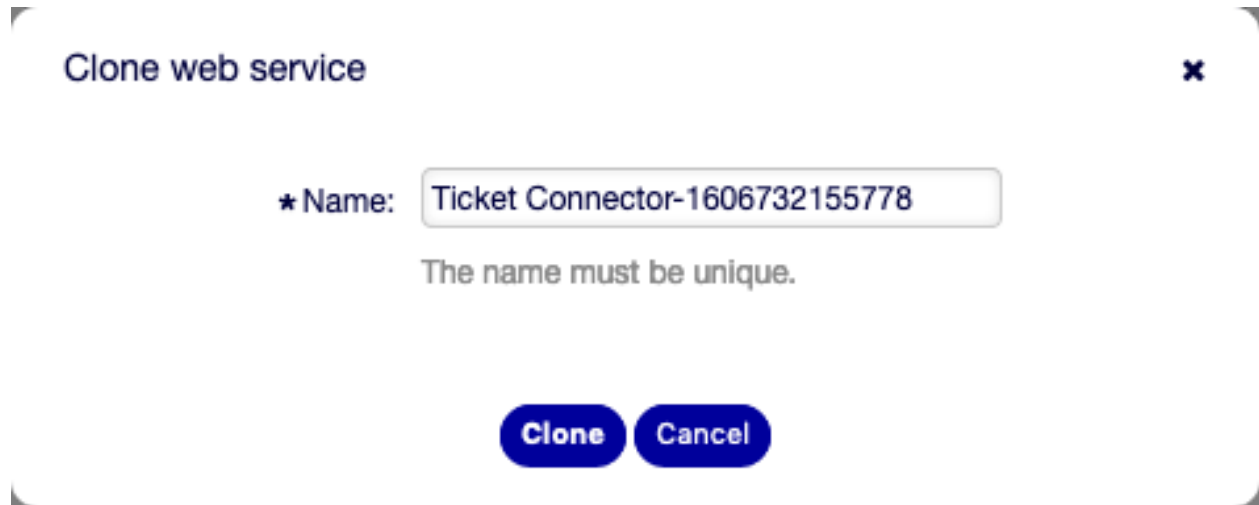 Clone web service
★ Name: Ticket Connector-1606732155778
The name must be unique.
Clone Cancel